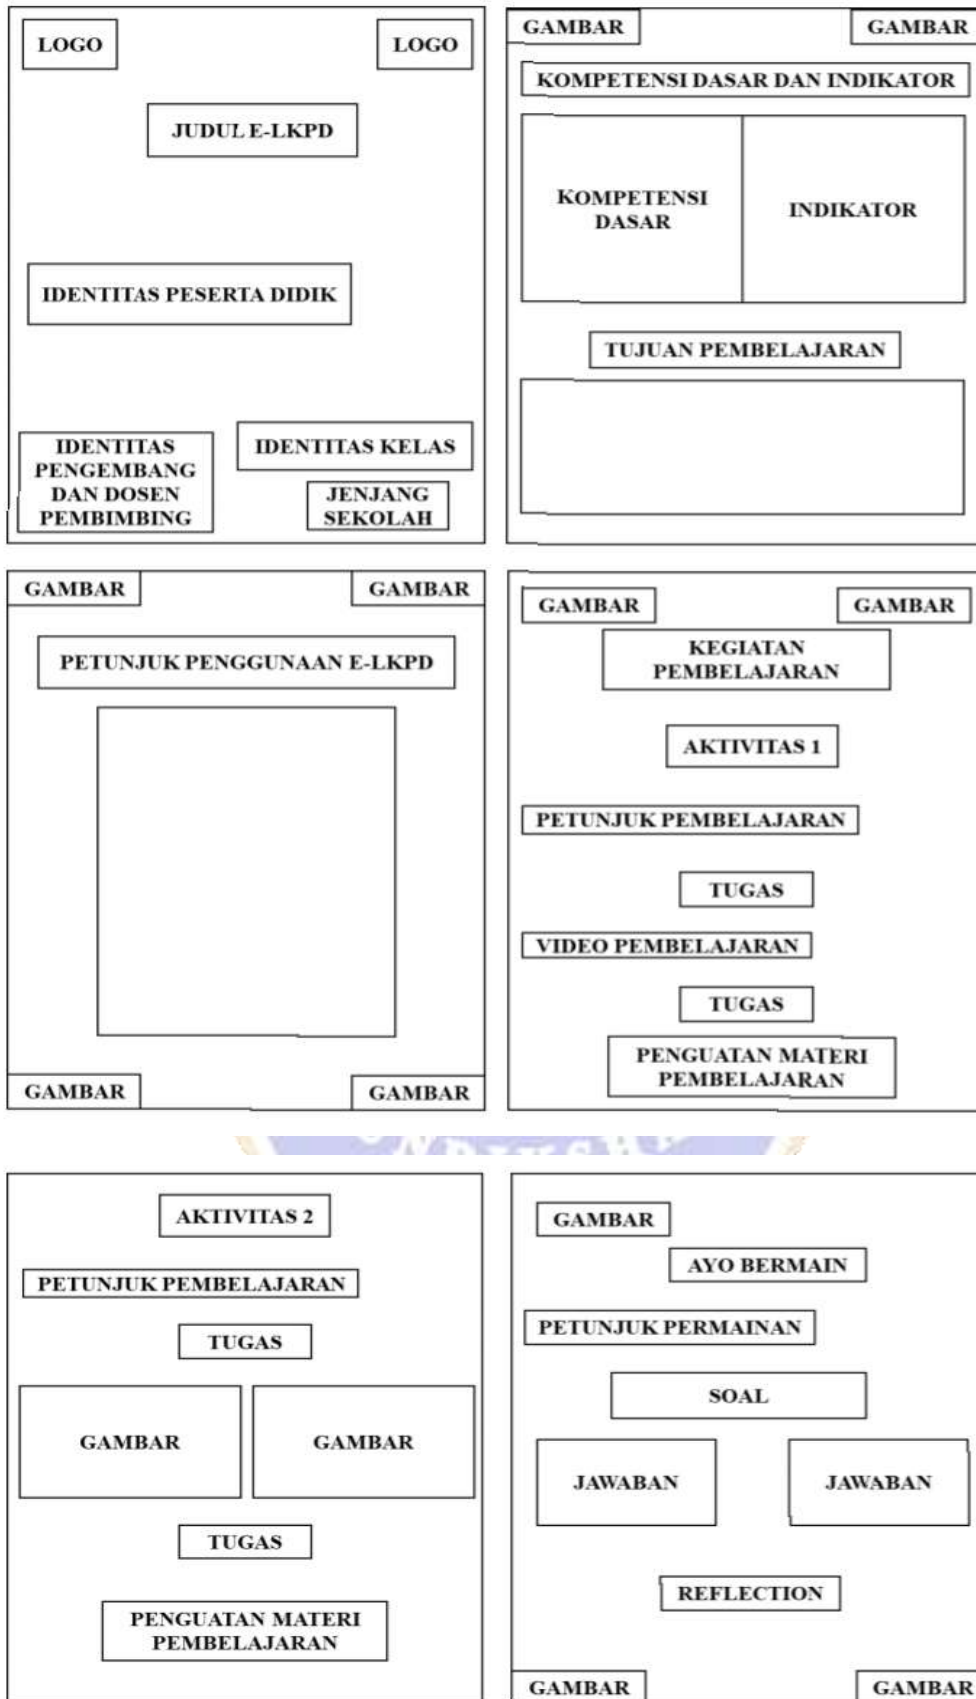 LOGO
LOGO
JUDUL E-LKPD
IDENTITAS PESERTA DIDIK
IDENTITAS
PENGEMBANG
DAN DOSEN
PEMBIMBING
IDENTITAS KELAS
JENJANG
SEKOLAH
GAMBAR
GAMBAR
KOMPETENSI DASAR DAN INDIKATOR
KOMPETENSI
DASAR
INDIKATOR
TUJUAN PEMBELAJARAN
GAMBAR
GAMBAR
PETUNJUK PENGGUNAAN E-LKPD
GAMBAR
GAMBAR
GAMBAR
GAMBAR
KEGIATAN
PEMBELAJARAN
AKTIVITAS 1
PETUNJUK PEMBELAJARAN
TUGAS
VIDEO PEMBELAJARAN
TUGAS
PENGUATAN MATERI
PEMBELAJARAN
AKTIVITAS 2
PETUNJUK PEMBELAJARAN
TUGAS
GAMBAR
GAMBAR
TUGAS
PENGUATAN MATERI
PEMBELAJARAN
GAMBAR
AYO BERMAIN
PETUNJUK PERMAINAN
SOAL
JAWABAN
JAWABAN
REFLECTION
GAMBAR
GAMBAR